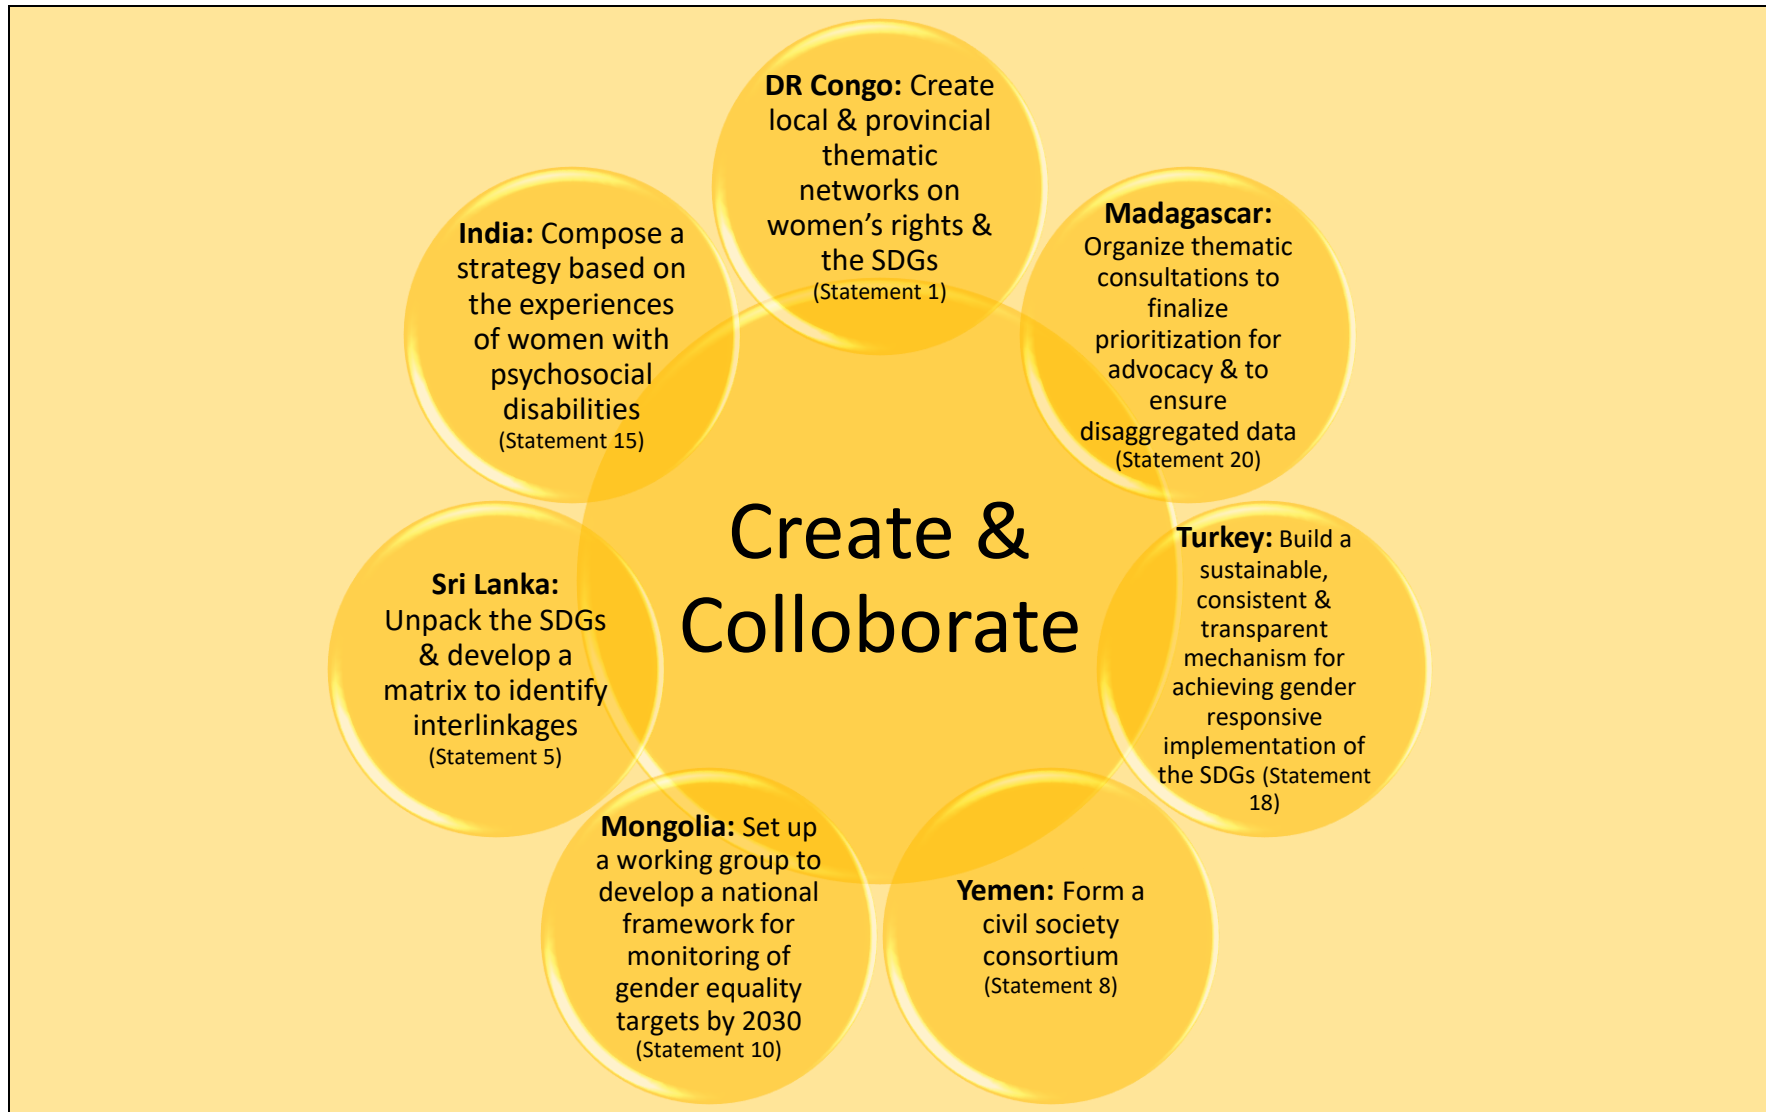 DR Congo: Create
local & provincial
thematic
networks on
women’s rights &
the SDGs
(Statement 1)
Madagascar:
Organize thematic
consultations to
finalize
prioritization for
advocacy & to
ensure
disaggregated data
(Statement 20)
Turkey: Build a
sustainable,
consistent &
transparent
mechanism for
achieving gender
responsive
implementation of
the SDGs (Statement
18)
Yemen: Form a
civil society
consortium
(Statement 8)
Mongolia: Set up
a working group to
develop a national
framework for
monitoring of
gender equality
targets by 2030
(Statement 10)
Sri Lanka:
Unpack the SDGs
& develop a
matrix to identify
interlinkages
(Statement 5)
India: Compose a
strategy based on
the experiences
of women with
psychosocial
disabilities
(Statement 15)
Create &
Colloborate